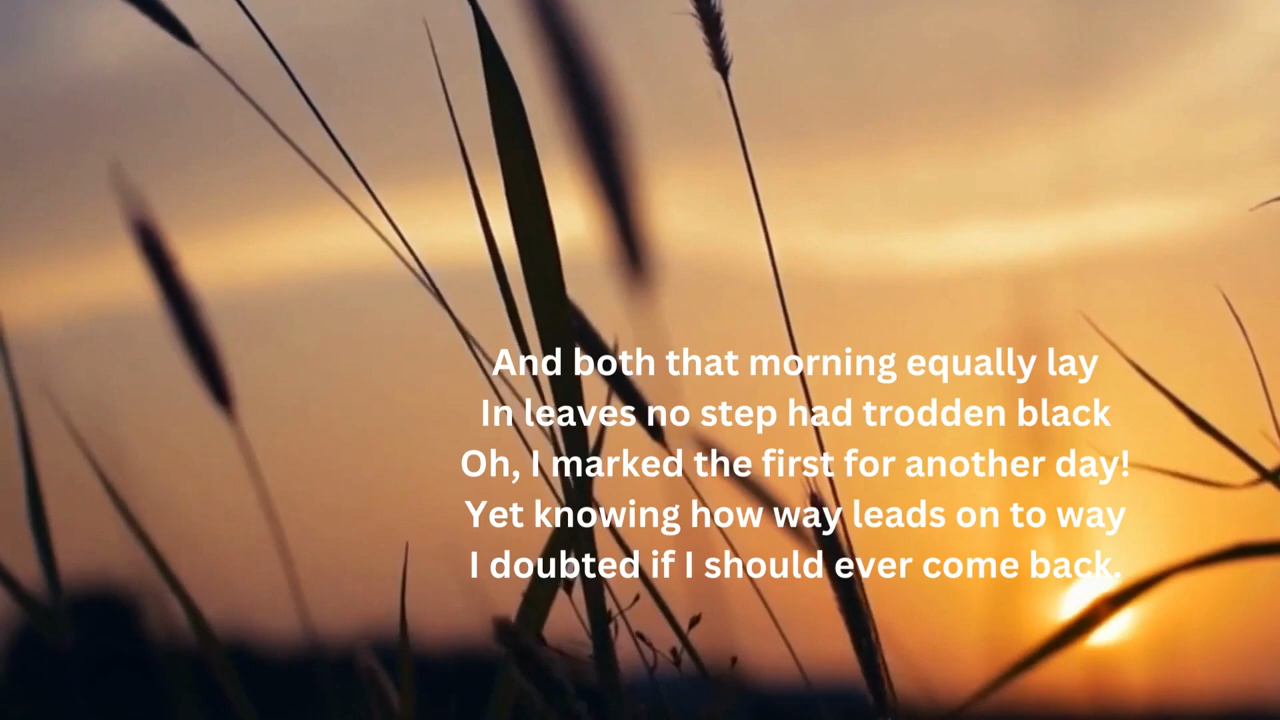 And both that morning equally lay
In leaves no step had trodden black
Oh, I marked the first for another day!
Yet knowing how way leads on to way
I doubted if I should ever come back.